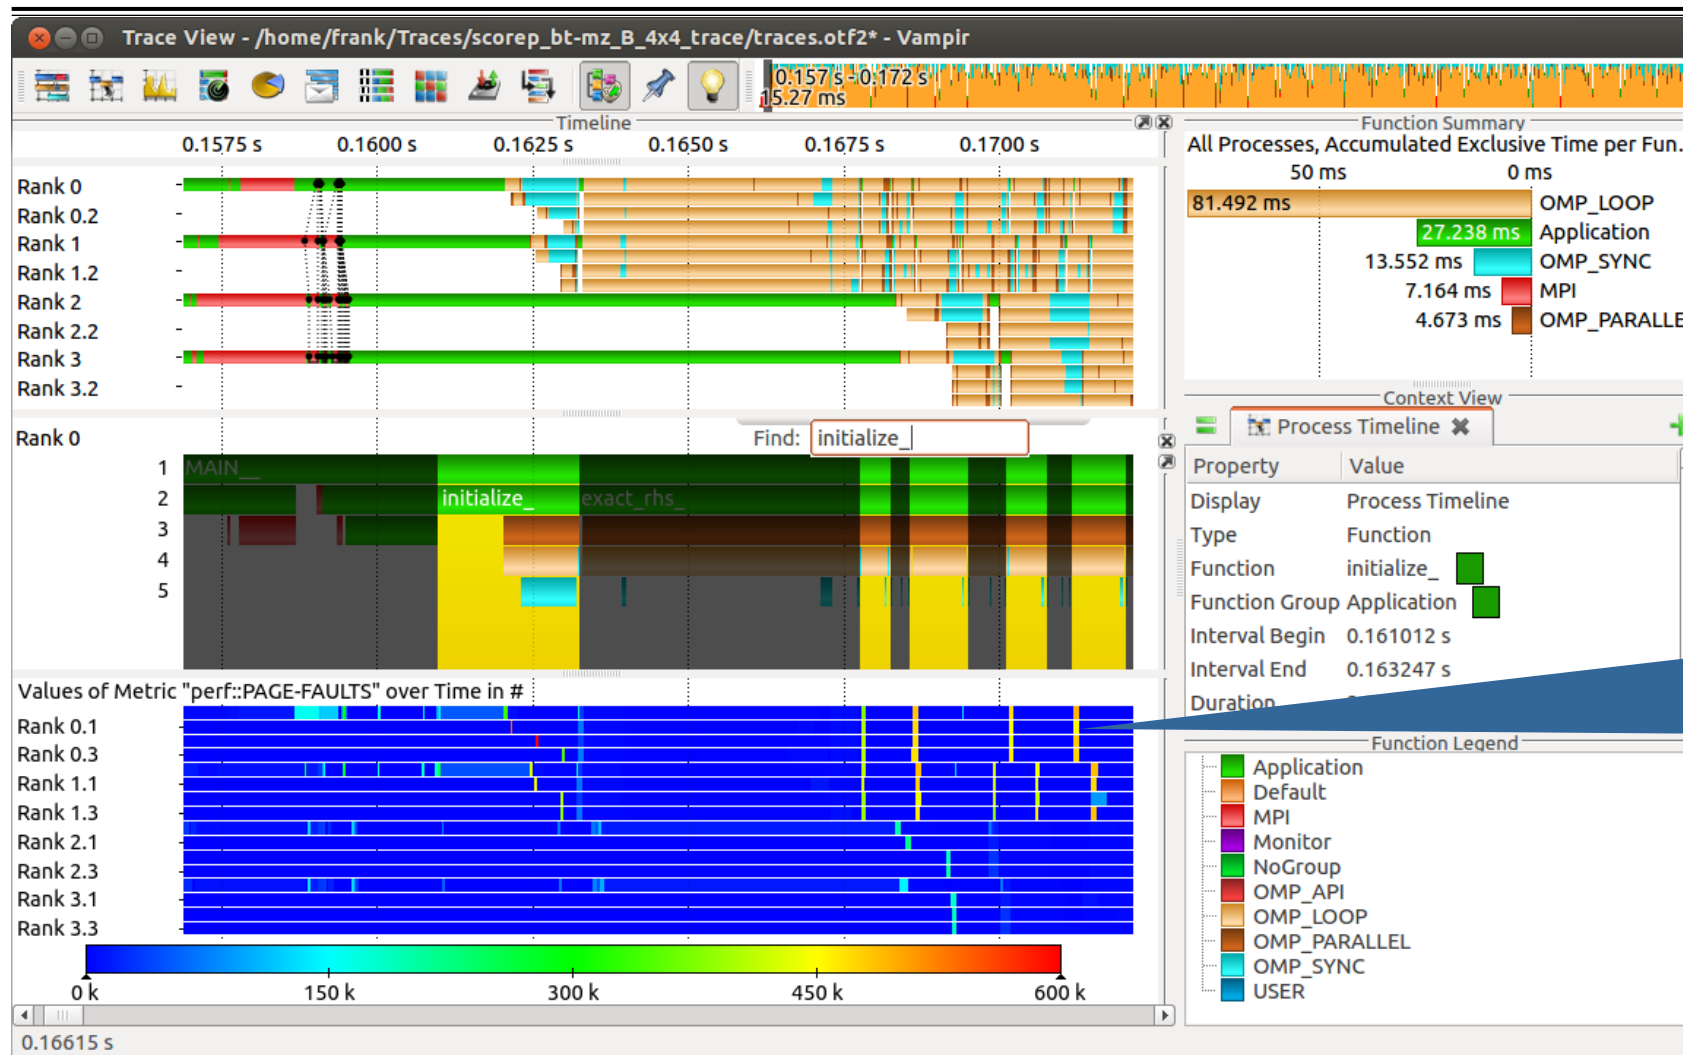 Trace View - /home/frank/Traces/scorep_bt-mz_B_4x4_trace/traces.otf2* - Vampir
0.157 s - 0.172 s
15.27 ms
Timeline
0.1575 s 0.1600 s 0.1625 s 0.1650 s 0.1675 s 0.1700 s
Rank 0
Rank 0.2
Rank 1
Rank 1.2
Rank 2
Rank 2.2
Rank 3
Rank 3.2
Rank 0
Find: initialize_
1 MAIN__
2 initialize_ exact_rhs_
3
4
5
Values of Metric "perf::PAGE-FAULTS" over Time in #
Rank 0.1
Rank 0.3
Rank 1.1
Rank 1.3
Rank 2.1
Rank 2.3
Rank 3.1
Rank 3.3
0 k 150 k 300 k 450 k 600 k
0.16615 s
Function Summary
All Processes, Accumulated Exclusive Time per Fun.
50 ms 0 ms
81.492 ms OMP_LOOP
27.238 ms Application
13.552 ms OMP_SYNC
7.164 ms MPI
4.673 ms OMP_PARALLE
Context View
Process Timeline
Property Value
Display Process Timeline
Type Function
Function initialize_
Function Group Application
Interval Begin 0.161012 s
Interval End 0.163247 s
Duration
Function Legend
Application
Default
MPI
Monitor
NoGroup
OMP_API
OMP_LOOP
OMP_PARALLEL
OMP_SYNC
USER